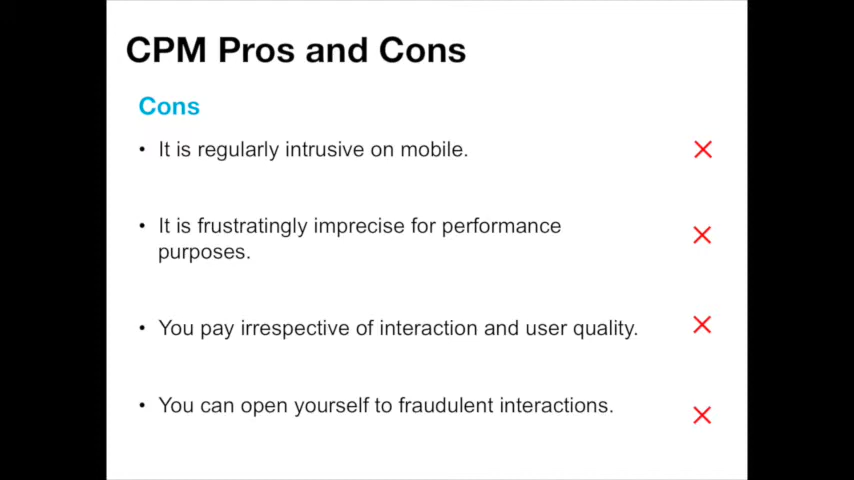 CPM Pros and Cons
Cons
• It is regularly intrusive on mobile.
• It is frustratingly imprecise for performance
purposes.
• You pay irrespective of interaction and user quality.
• You can open yourself to fraudulent interactions.